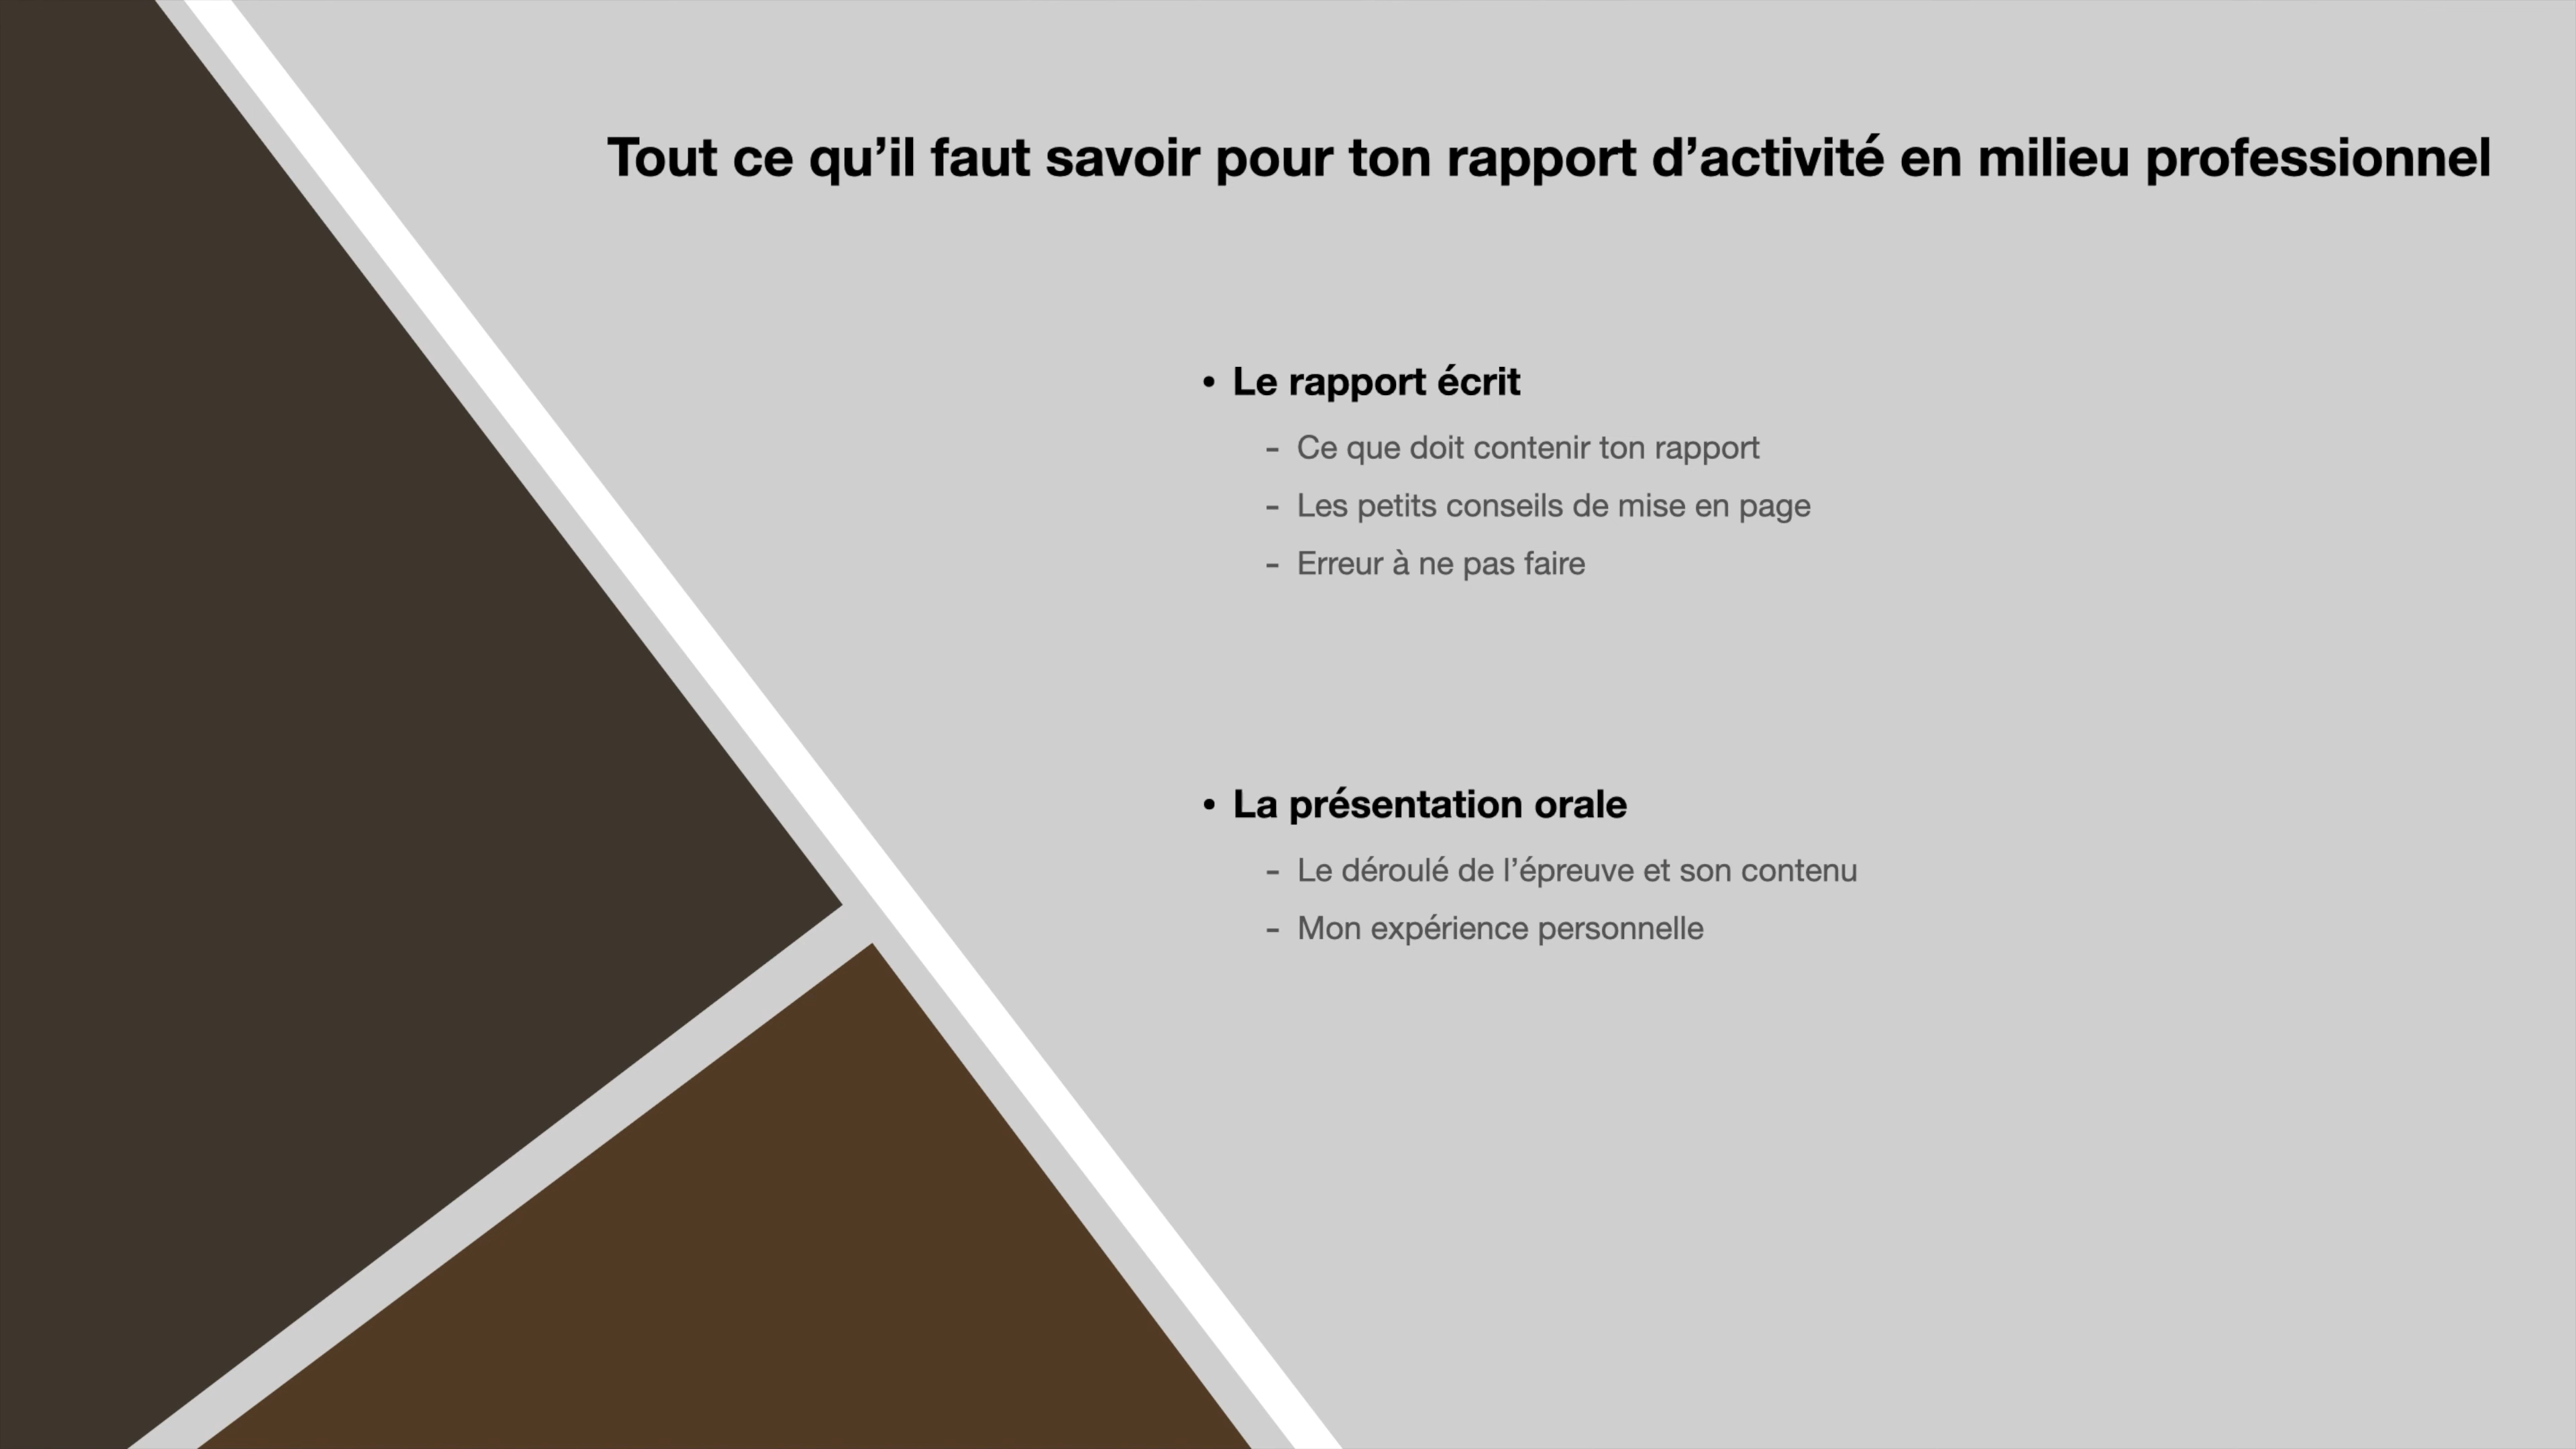 Tout ce qu’il faut savoir pour ton rapport d’activité en milieu professionnel
• Le rapport écrit
- Ce que doit contenir ton rapport
- Les petits conseils de mise en page
- Erreur à ne pas faire
• La présentation orale
- Le déroulé de l’épreuve et son contenu
- Mon expérience personnelle